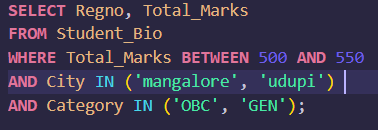 SELECT Regno, Total_Marks
FROM Student_Bio
WHERE Total_Marks BETWEEN 500 AND 550
AND City IN ('mangalore', 'udupi')
AND Category IN ('OBC', 'GEN');